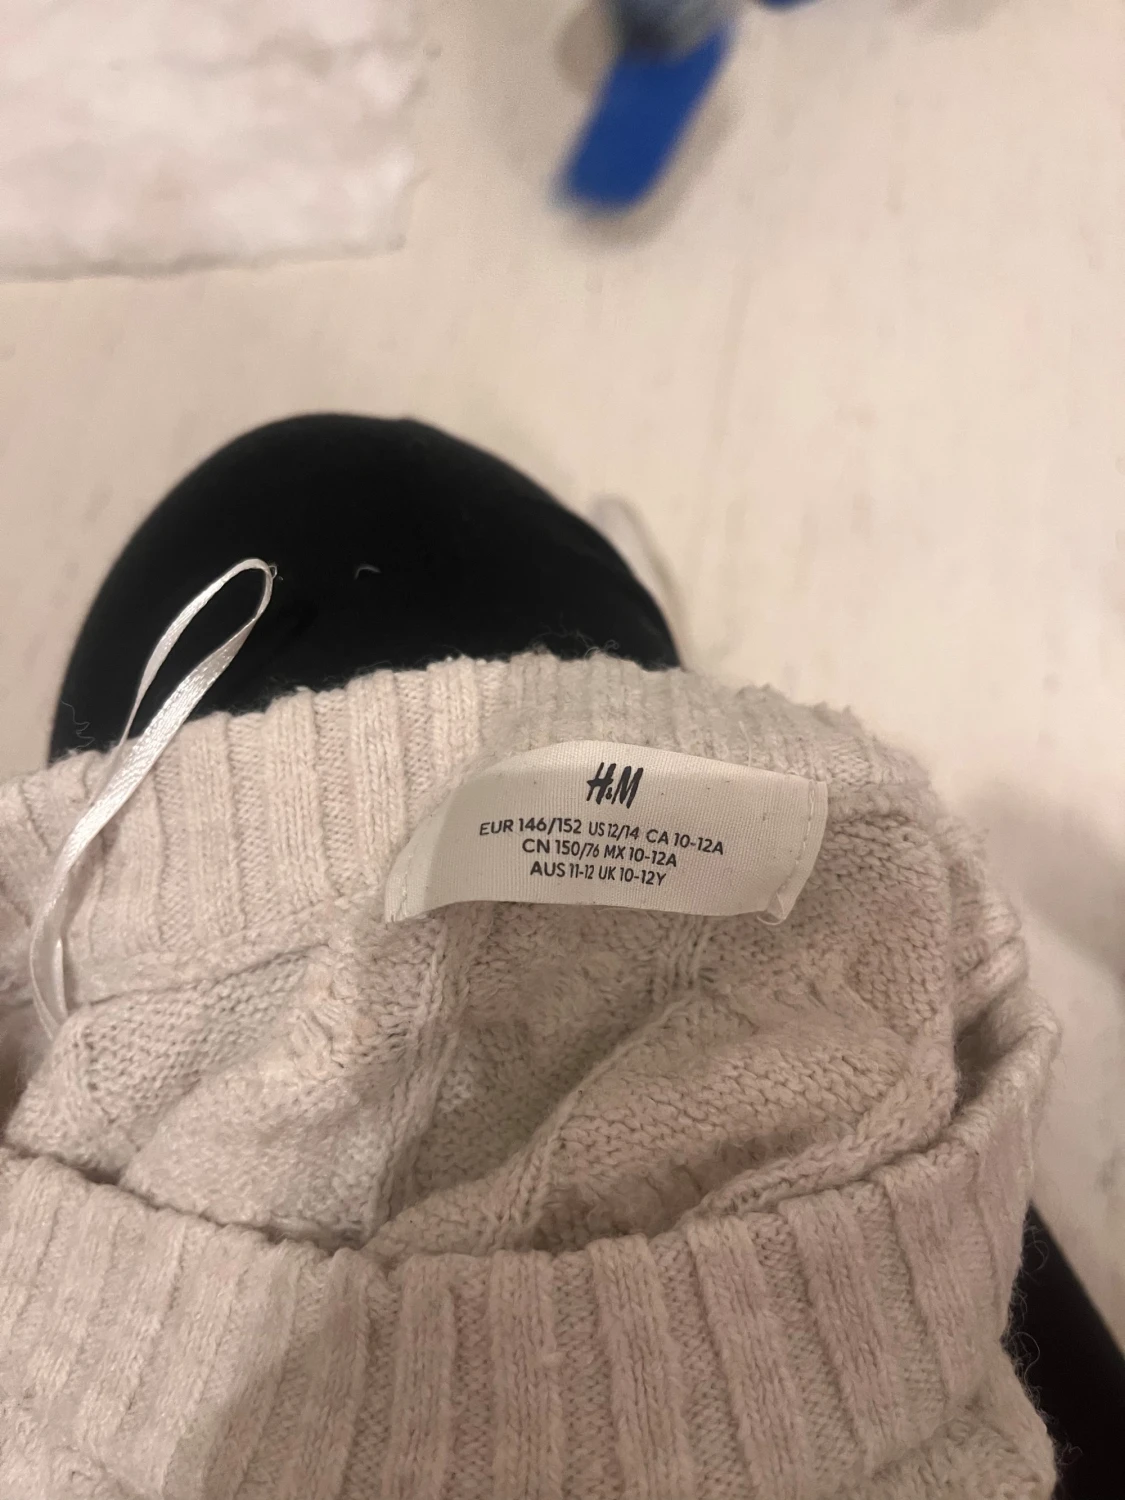 H&M
EUR 146/152 US 12/14 CA 10-12A
CN 150/76 MX 10-12A
AUS 11-12 UK 10-12Y